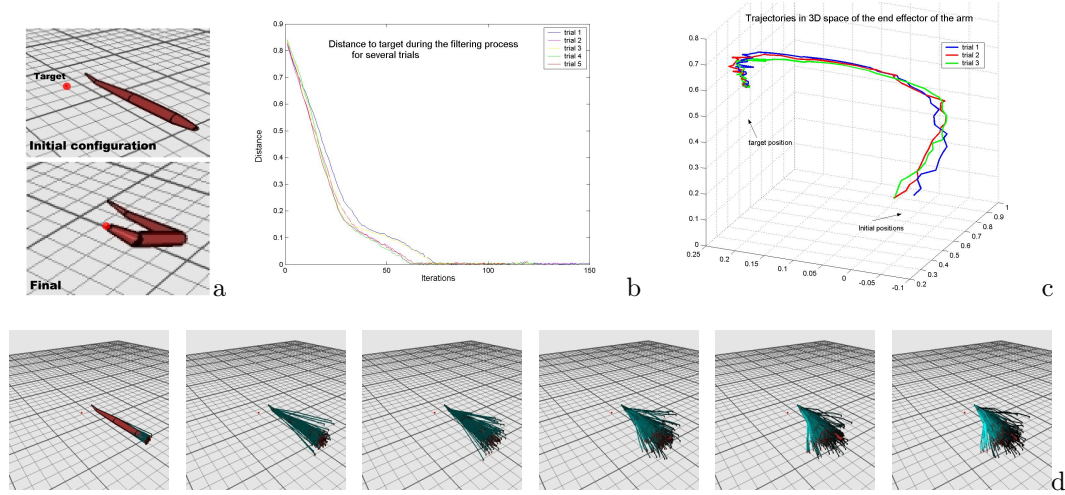 Target
Initial configuration
Final
a
Distance to target during the filtering process
for several trials
trial 1
trial 2
trial 3
trial 4
trial 5
Distance
0.9
0.8
0.7
0.6
0.5
0.4
0.3
0.2
0.1
0
0
50
100
150
Iterations
b
Trajectories in 3D space of the end effector of the arm
trial 1
trial 2
trial 3
target position
Initial positions
0.8
0.7
0.6
0.5
0.4
0.3
0.2
0.1
0
0.25
0.2
0.15
0.1
0.05
0
-0.05
-0.1
0.2
0.3
0.4
0.5
0.6
0.7
0.8
0.9
1
c
d